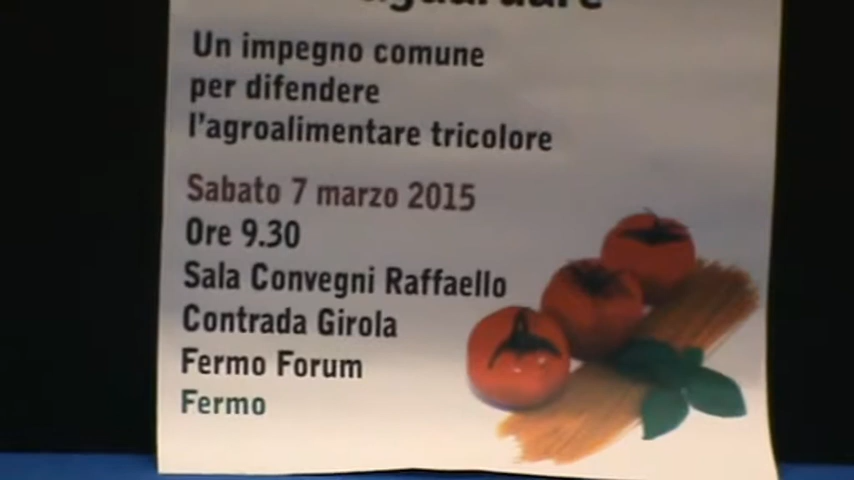 Un impegno comune
per difendere
l'agroalimentare tricolore
Sabato 7 marzo 2015
Ore 9.30
Sala Convegni Raffaello
Contrada Girola
Fermo Forum
Fermo